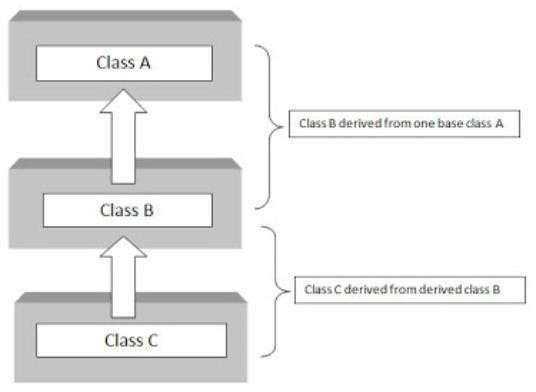 Class A
Class B derived from one base class A
Class B
Class C derived from derived class B
Class C